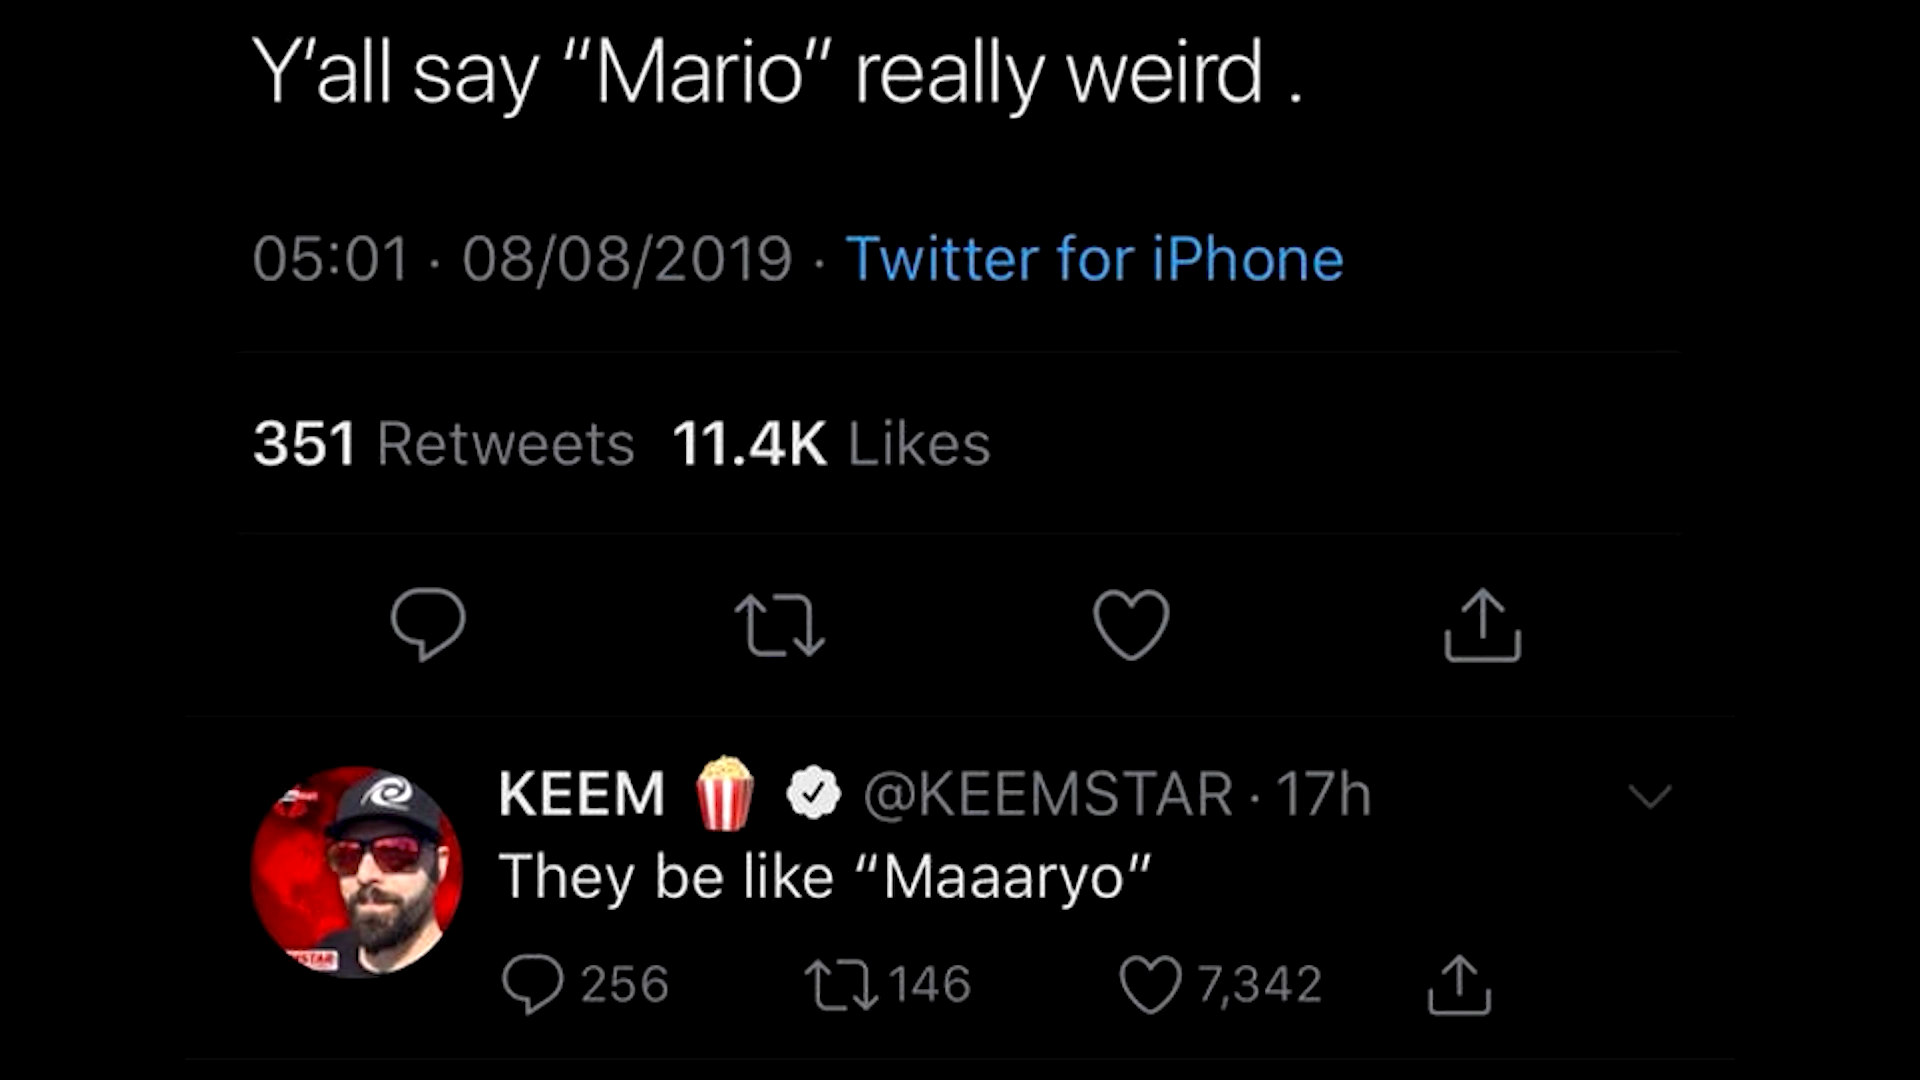 Y'all say “Mario” really weird .
05:01 · 08/08/2019 · Twitter for iPhone
351 Retweets 11.4K Likes
KEEM 🍿 @KEEMSTAR · 17h
They be like “Maaaryo”
256 146 7,342